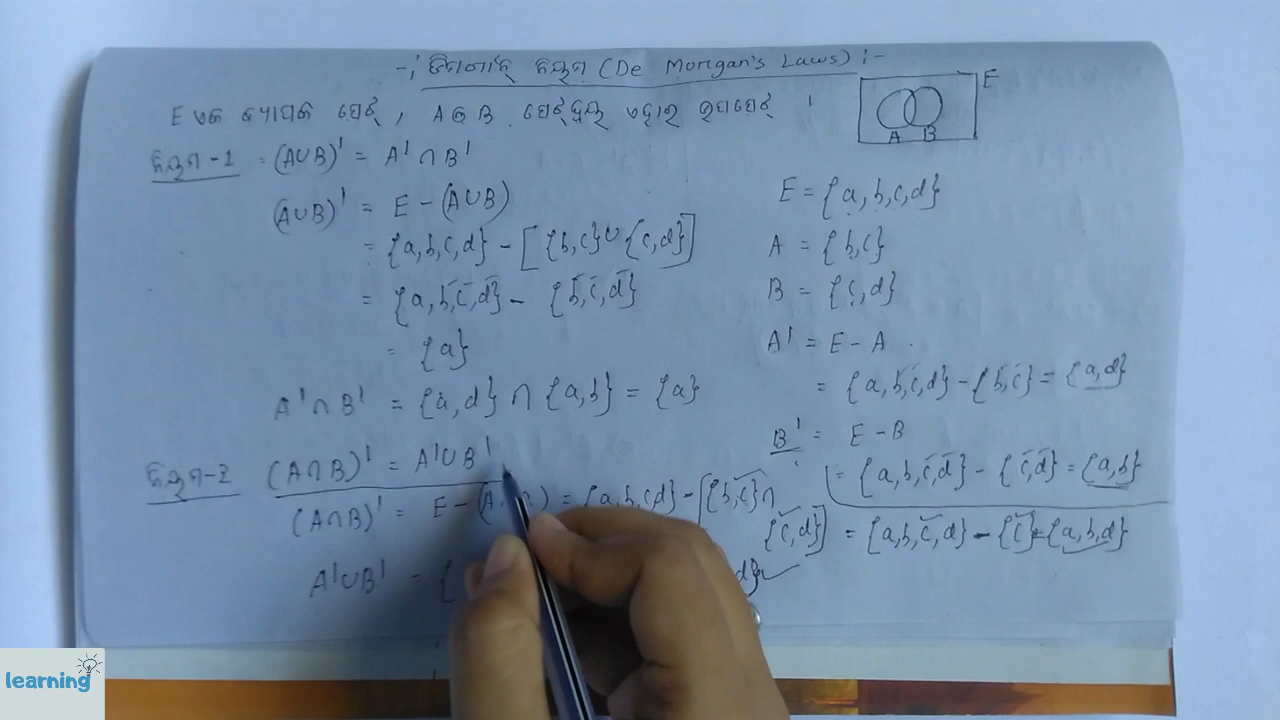 -: ଡିମର୍ଗାନ୍ ନିୟମ (De Morgan's Laws) :-
E ଏକ ବ୍ୟାପକ ସେଟ୍, A ଓ B ସେଟ୍‌ଦ୍ୱୟ ଏହାର ଉପସେଟ୍ ।
E
A B
ନିୟମ-1 : (A∪B)' = A' ∩ B'
(A∪B)' = E - (A∪B)
= {a,b,c,d} - [{b,c} ∪ {c,d}]
= {a,b,c,d} - {b,c,d}
= {a}
A' ∩ B' = {a,d} ∩ {a,b} = {a}
E = {a,b,c,d}
A = {b,c}
B = {c,d}
A' = E - A
= {a,b,c,d} - {b,c} = {a,d}
B' = E - B
= {a,b,c,d} - {c,d} = {a,b}
ନିୟମ-2 (A∩B)' = A'∪B'
(A∩B)' = E - (A = {a,b,c,d} - [{b,c} ∩
{c,d}] = {a,b,c,d} - {c} = {a,b,d}
A'∪B' = { d}
learning